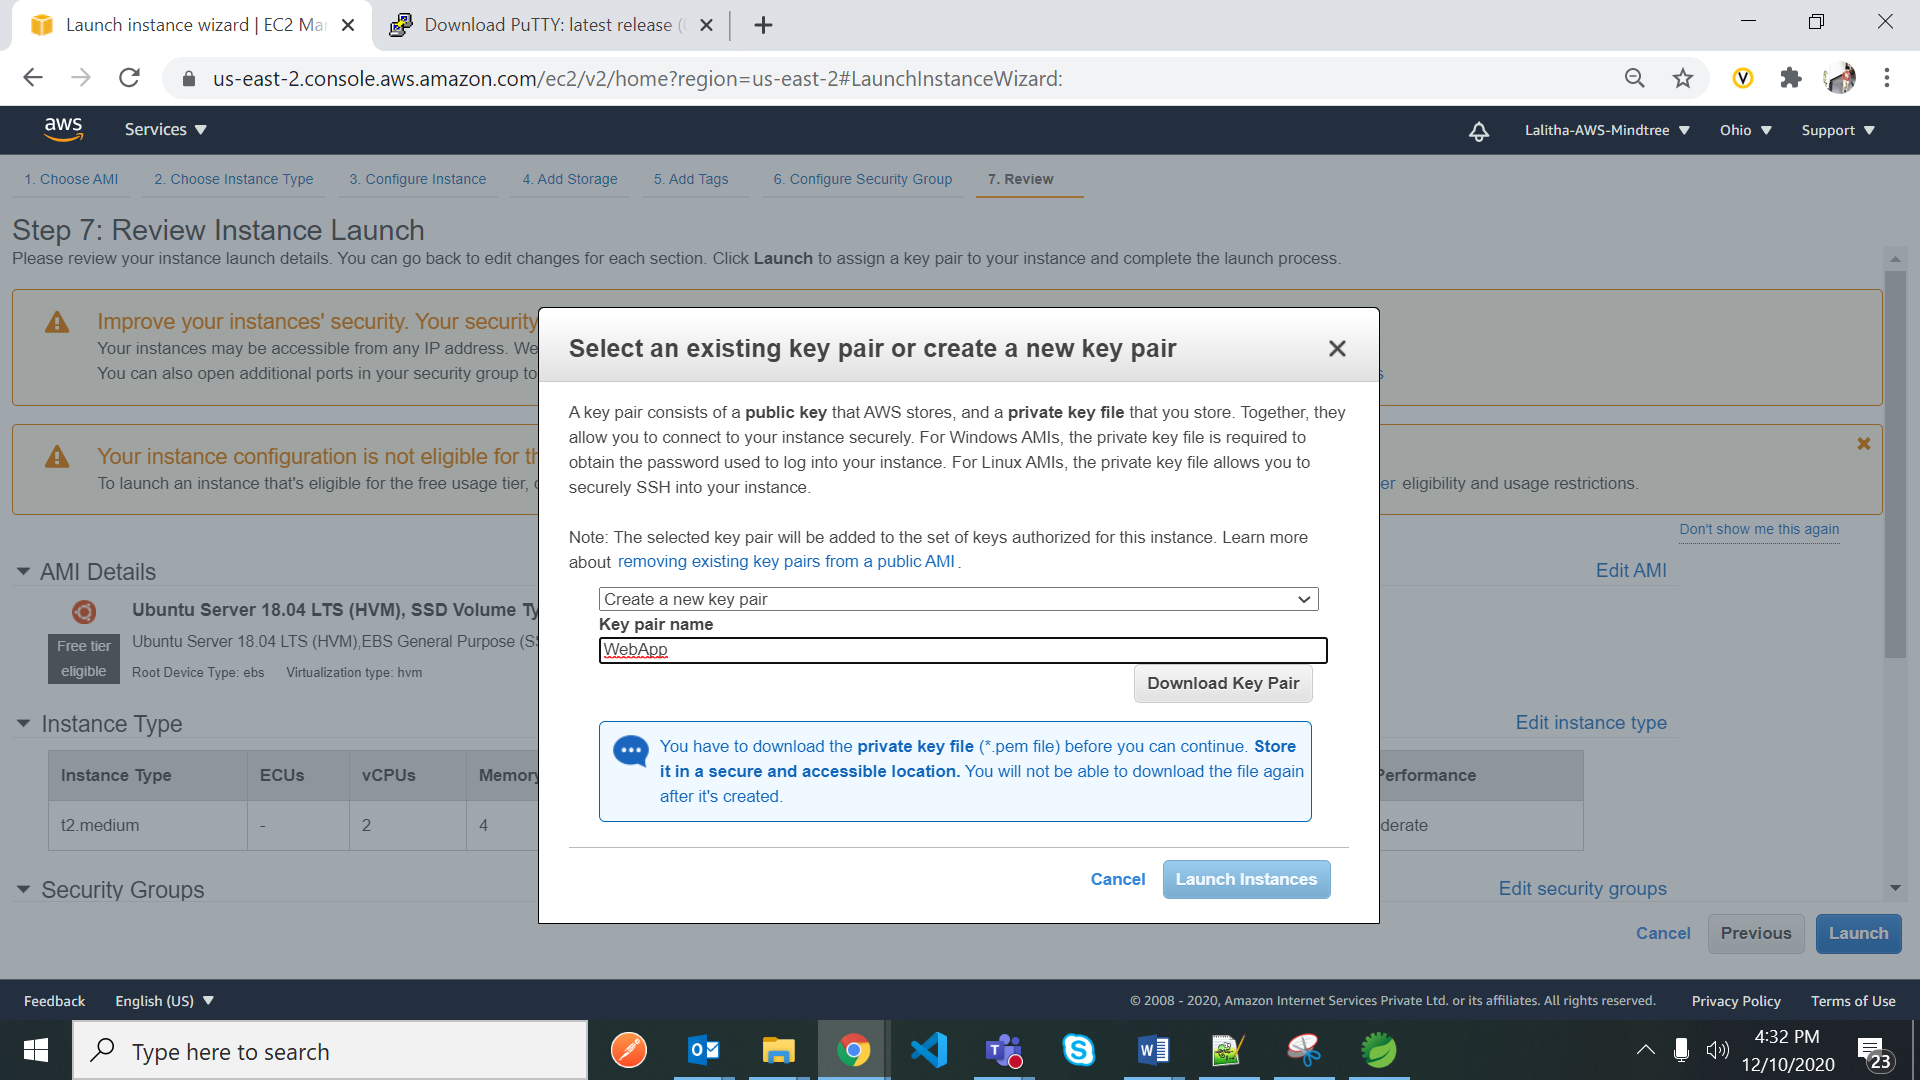 Launch instance wizard | EC2 Mar
Download PuTTY: latest release (
us-east-2.console.aws.amazon.com/ec2/v2/home?region=us-east-2#LaunchInstanceWizard:
aws
Services
Lalitha-AWS-Mindtree
Ohio
Support
1. Choose AMI
2. Choose Instance Type
3. Configure Instance
4. Add Storage
5. Add Tags
6. Configure Security Group
7. Review
Step 7: Review Instance Launch
Please review your instance launch details. You can go back to edit changes for each section. Click Launch to assign a key pair to your instance and complete the launch process.
Improve your instances' security. Your security
Your instances may be accessible from any IP address. We
You can also open additional ports in your security group to
s
Your instance configuration is not eligible for th
To launch an instance that's eligible for the free usage tier,
er eligibility and usage restrictions.
Don't show me this again
Select an existing key pair or create a new key pair
A key pair consists of a public key that AWS stores, and a private key file that you store. Together, they
allow you to connect to your instance securely. For Windows AMIs, the private key file is required to
obtain the password used to log into your instance. For Linux AMIs, the private key file allows you to
securely SSH into your instance.
Note: The selected key pair will be added to the set of keys authorized for this instance. Learn more
about removing existing key pairs from a public AMI .
Create a new key pair
Key pair name
WebApp
Download Key Pair
You have to download the private key file (*.pem file) before you can continue. Store
it in a secure and accessible location. You will not be able to download the file again
after it's created.
Cancel
Launch Instances
AMI Details
Edit AMI
Ubuntu Server 18.04 LTS (HVM), SSD Volume Ty
Free tier
eligible
Ubuntu Server 18.04 LTS (HVM),EBS General Purpose (SS
Root Device Type: ebs
Virtualization type: hvm
Instance Type
Edit instance type
Instance Type
ECUs
vCPUs
Memory
Performance
t2.medium
-
2
4
derate
Security Groups
Edit security groups
Cancel
Previous
Launch
Feedback
English (US)
© 2008 - 2020, Amazon Internet Services Private Ltd. or its affiliates. All rights reserved.
Privacy Policy
Terms of Use
Type here to search
4:32 PM
12/10/2020
23